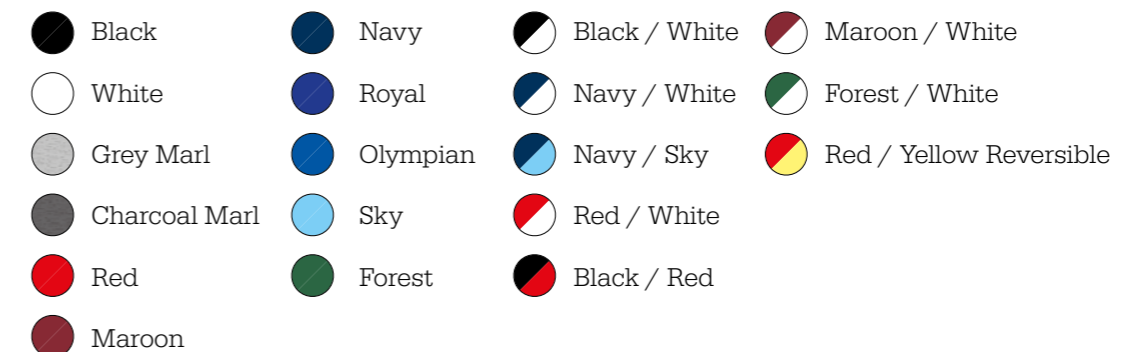 Black
White
Grey Marl
Charcoal Marl
Red
Maroon
Navy
Royal
Olympian
Sky
Forest
Black / White
Navy / White
Navy / Sky
Red / White
Black / Red
Maroon / White
Forest / White
Red / Yellow Reversible